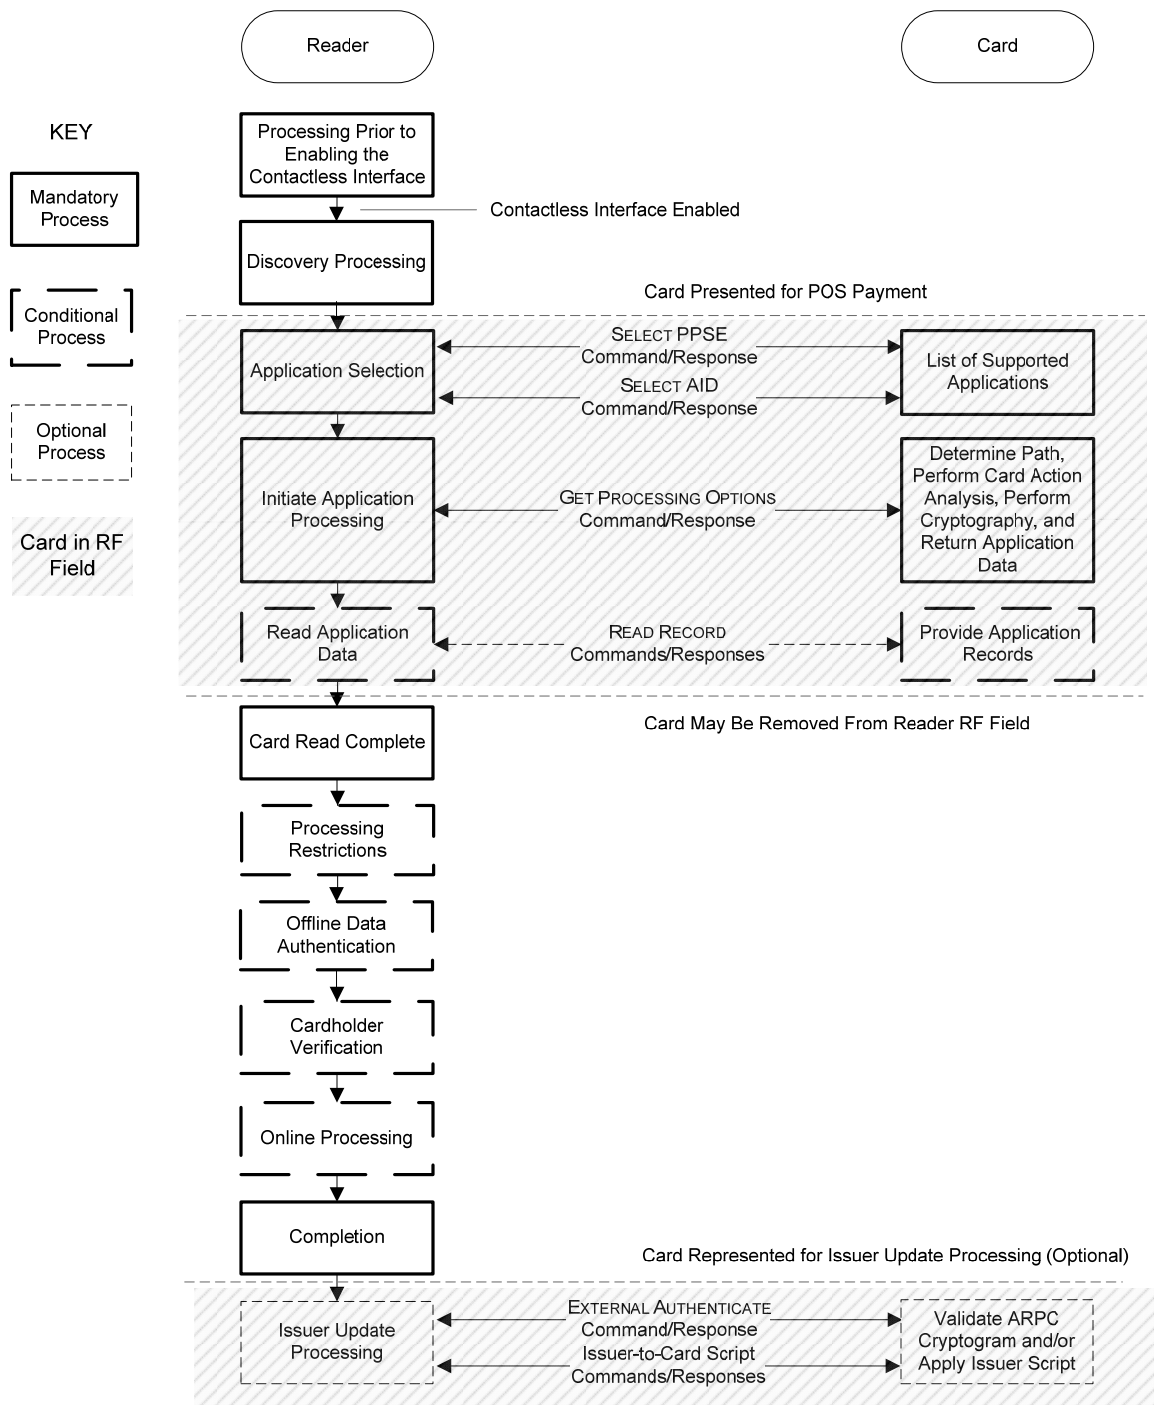 Reader
Card
KEY
Mandatory
Process
Conditional
Process
Optional
Process
Card in RF
Field
Processing Prior to
Enabling the
Contactless Interface
Contactless Interface Enabled
Discovery Processing
Card Presented for POS Payment
Application Selection
SELECT PPSE
Command/Response
SELECT AID
Command/Response
List of Supported
Applications
Initiate Application
Processing
GET PROCESSING OPTIONS
Command/Response
Determine Path,
Perform Card Action
Analysis, Perform
Cryptography, and
Return Application
Data
Read Application
Data
READ RECORD
Commands/Responses
Provide Application
Records
Card May Be Removed From Reader RF Field
Card Read Complete
Processing
Restrictions
Offline Data
Authentication
Cardholder
Verification
Online Processing
Completion
Card Represented for Issuer Update Processing (Optional)
Issuer Update
Processing
EXTERNAL AUTHENTICATE
Command/Response
Issuer-to-Card Script
Commands/Responses
Validate ARPC
Cryptogram and/or
Apply Issuer Script